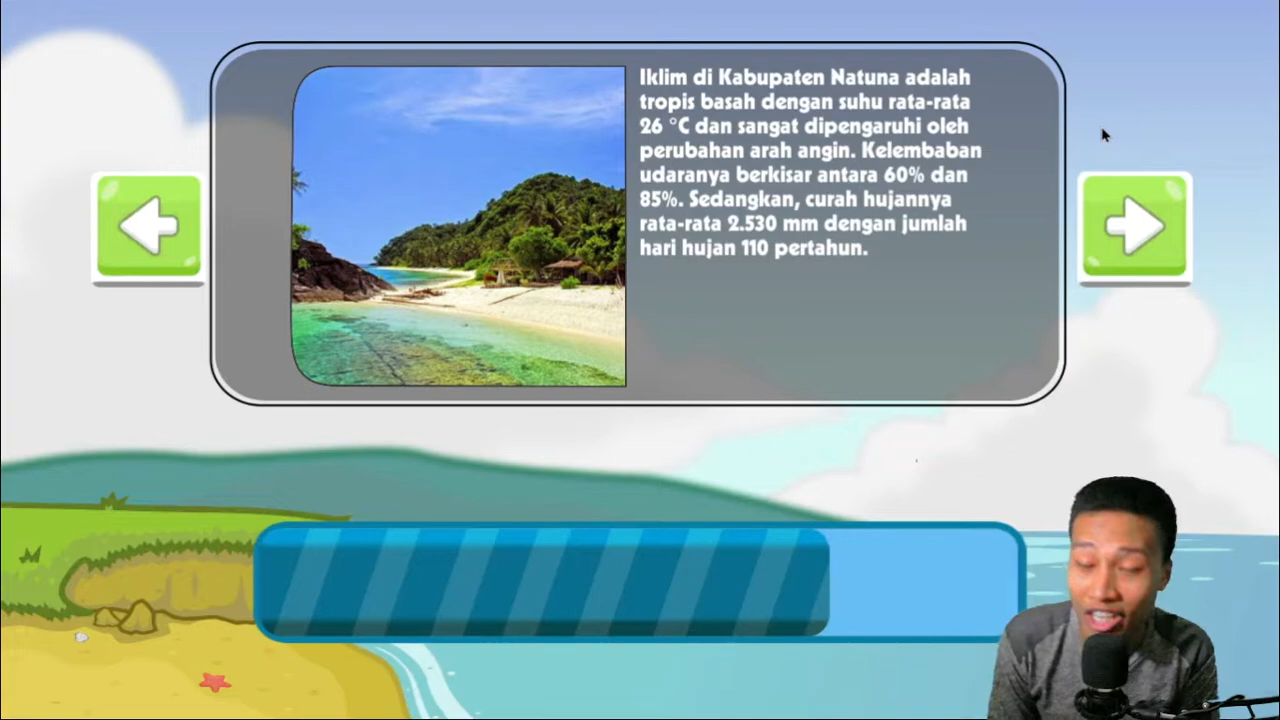 Iklim di Kabupaten Natuna adalah
tropis basah dengan suhu rata-rata
26 °C dan sangat dipengaruhi oleh
perubahan arah angin. Kelembaban
udaranya berkisar antara 60% dan
85%. Sedangkan, curah hujannya
rata-rata 2.530 mm dengan jumlah
hari hujan 110 pertahun.